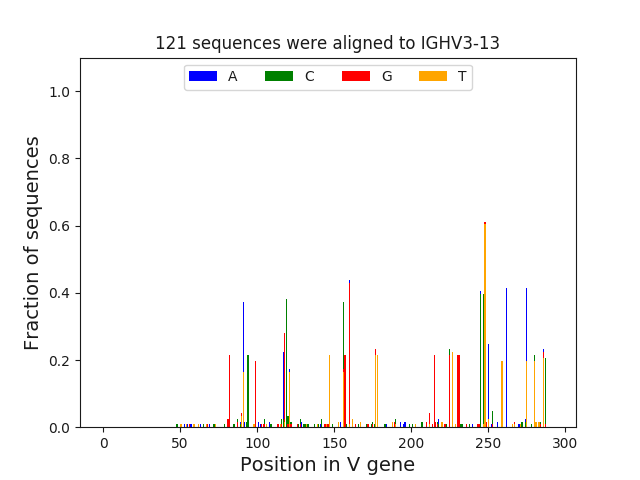 121 sequences were aligned to IGHV3-13
A C G T
1.0
0.8
0.6
0.4
0.2
0.0
Fraction of sequences
0 50 100 150 200 250 300
Position in V gene